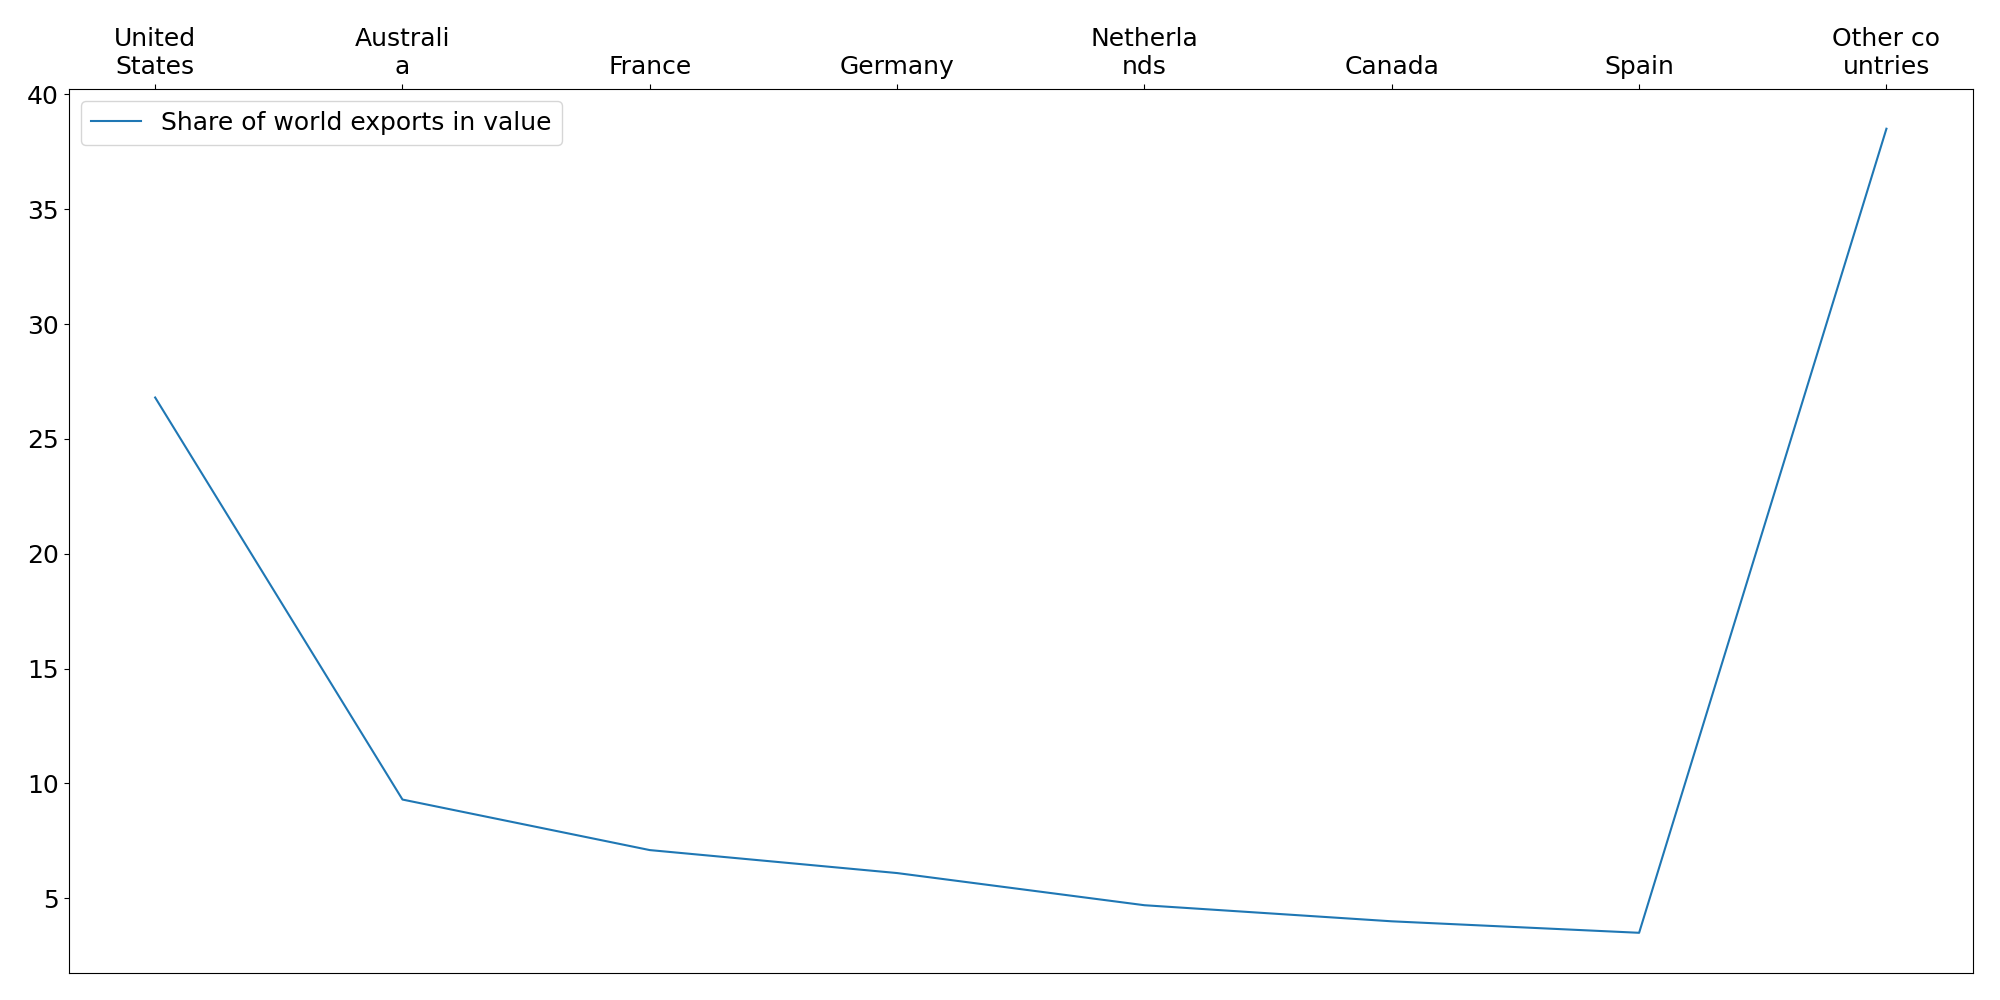 United
States
Australi
a
France
Germany
Netherla
nds
Canada
Spain
Other co
untries
40
Share of world exports in value
35
30
25
20
15
10
5